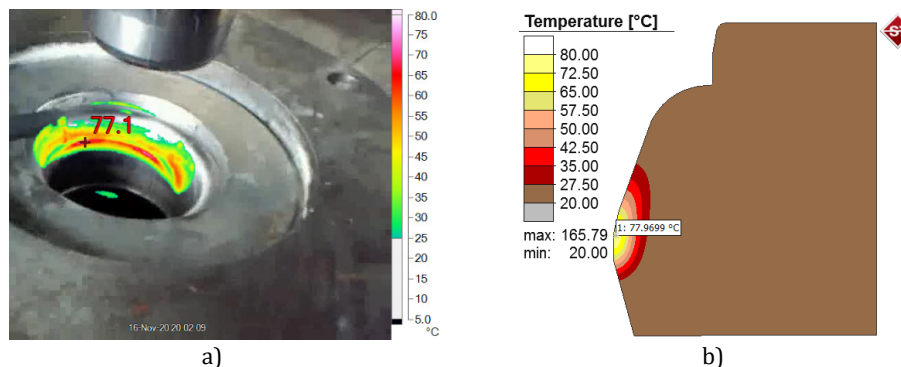 80.0
75
70
65
60
55
50
45
40
35
30
25
20
15
10
5.0
°C
77.1
16-Nov-20 20 02 09
a)
Temperature [°C]
80.00
72.50
65.00
57.50
50.00
42.50
35.00
27.50
20.00
max: 165.79
min: 20.00
1: 77.9699 °C
S
b)